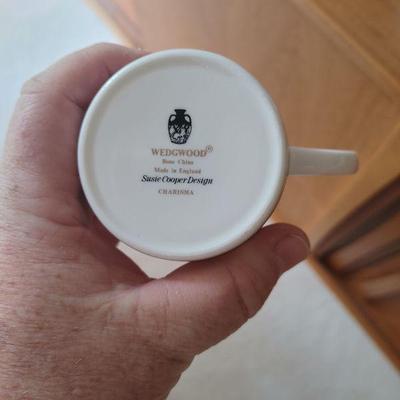 WEDGWOOD®
Bone China
Made in England
Susie Cooper Design
CHARISMA